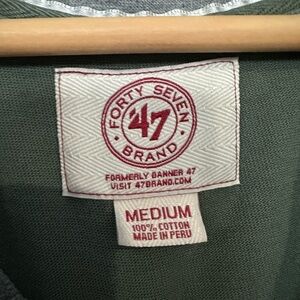 FORTY SEVEN
47
BRAND
FORMERLY BANNER 47
VISIT 47BRAND.COM
MEDIUM
100% COTTON
MADE IN PERU